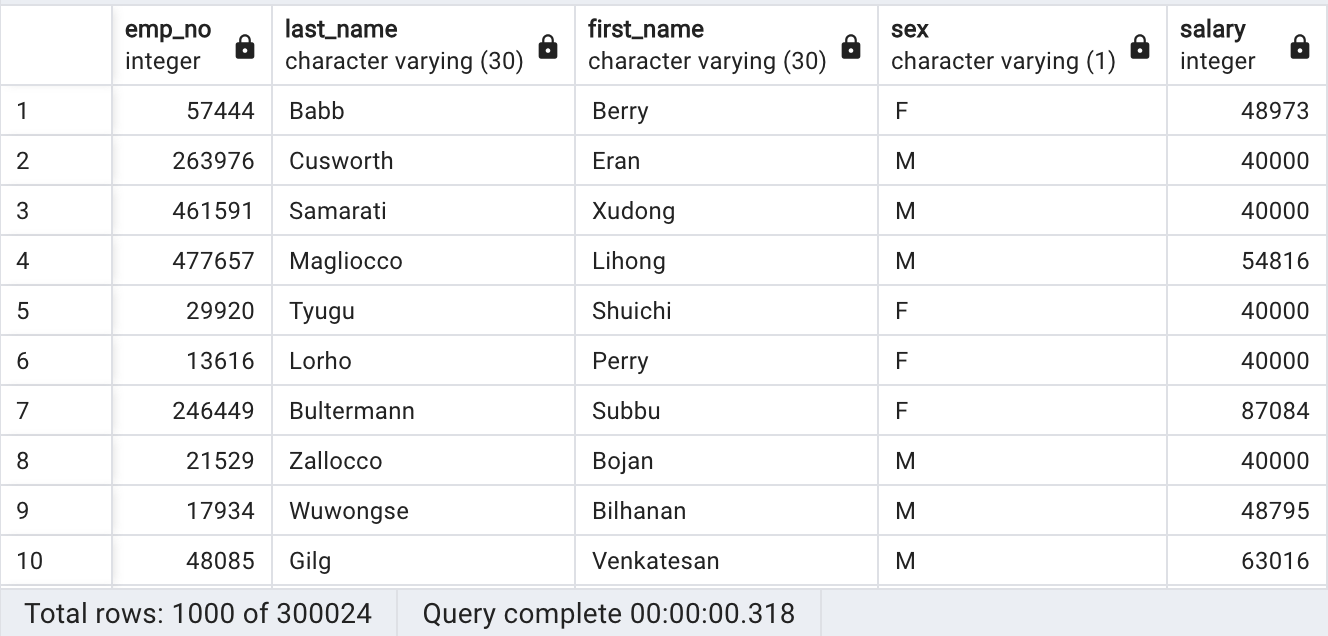 emp_no last_name first_name sex salary
integer character varying (30) character varying (30) character varying (1) integer
1 57444 Babb Berry F 48973
2 263976 Cusworth Eran M 40000
3 461591 Samarati Xudong M 40000
4 477657 Magliocco Lihong M 54816
5 29920 Tyugu Shuichi F 40000
6 13616 Lorho Perry F 40000
7 246449 Bultermann Subbu F 87084
8 21529 Zallocco Bojan M 40000
9 17934 Wuwongse Bilhanan M 48795
10 48085 Gilg Venkatesan M 63016
Total rows: 1000 of 300024 Query complete 00:00:00.318